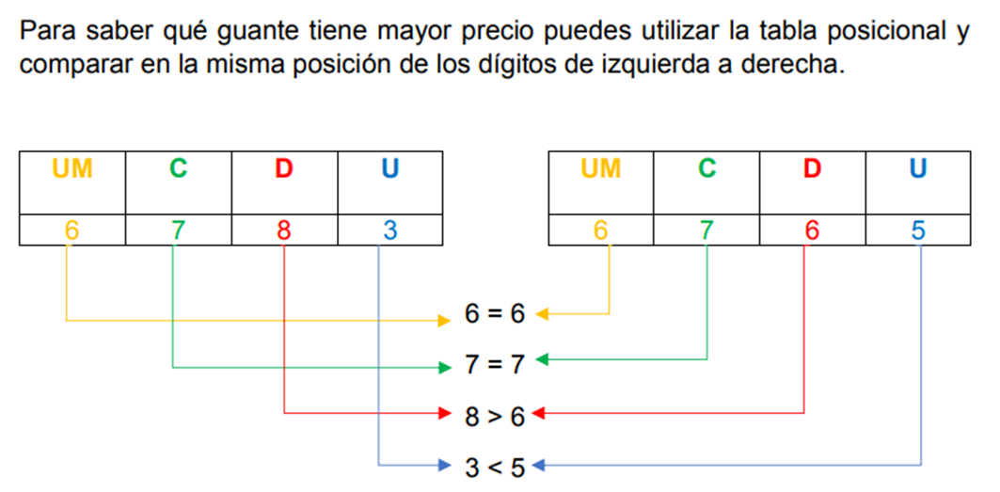 Para saber qué guante tiene mayor precio puedes utilizar la tabla posicional y
comparar en la misma posición de los dígitos de izquierda a derecha.
UM C D U
6 7 8 3
UM C D U
6 7 6 5
6 = 6
7 = 7
8 > 6
3 < 5